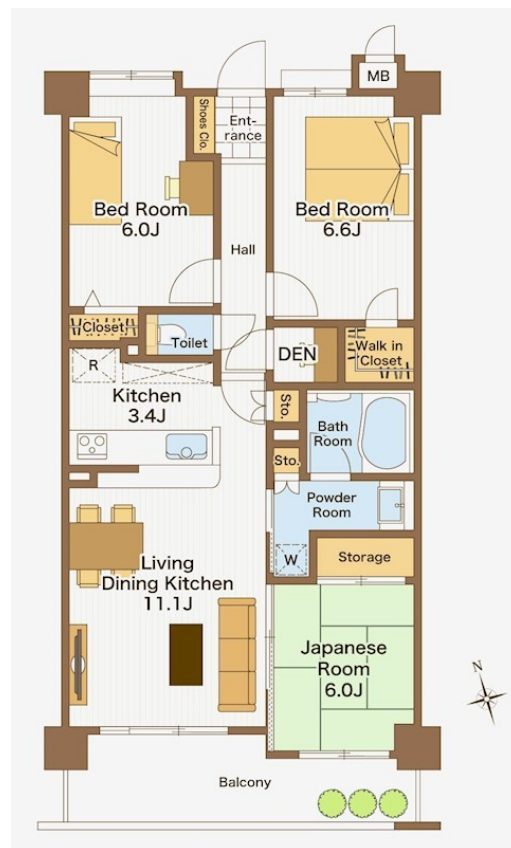 MB
Shoes Clo.
Ent-
rance
Bed Room
6.0J
Bed Room
6.6J
Hall
Closet
Toilet
DEN
Walk in
Closet
R
Kitchen
3.4J
Sto.
Bath
Room
Sto.
Powder
Room
W
Storage
Living
Dining Kitchen
11.1J
Japanese
Room
6.0J
N
Balcony